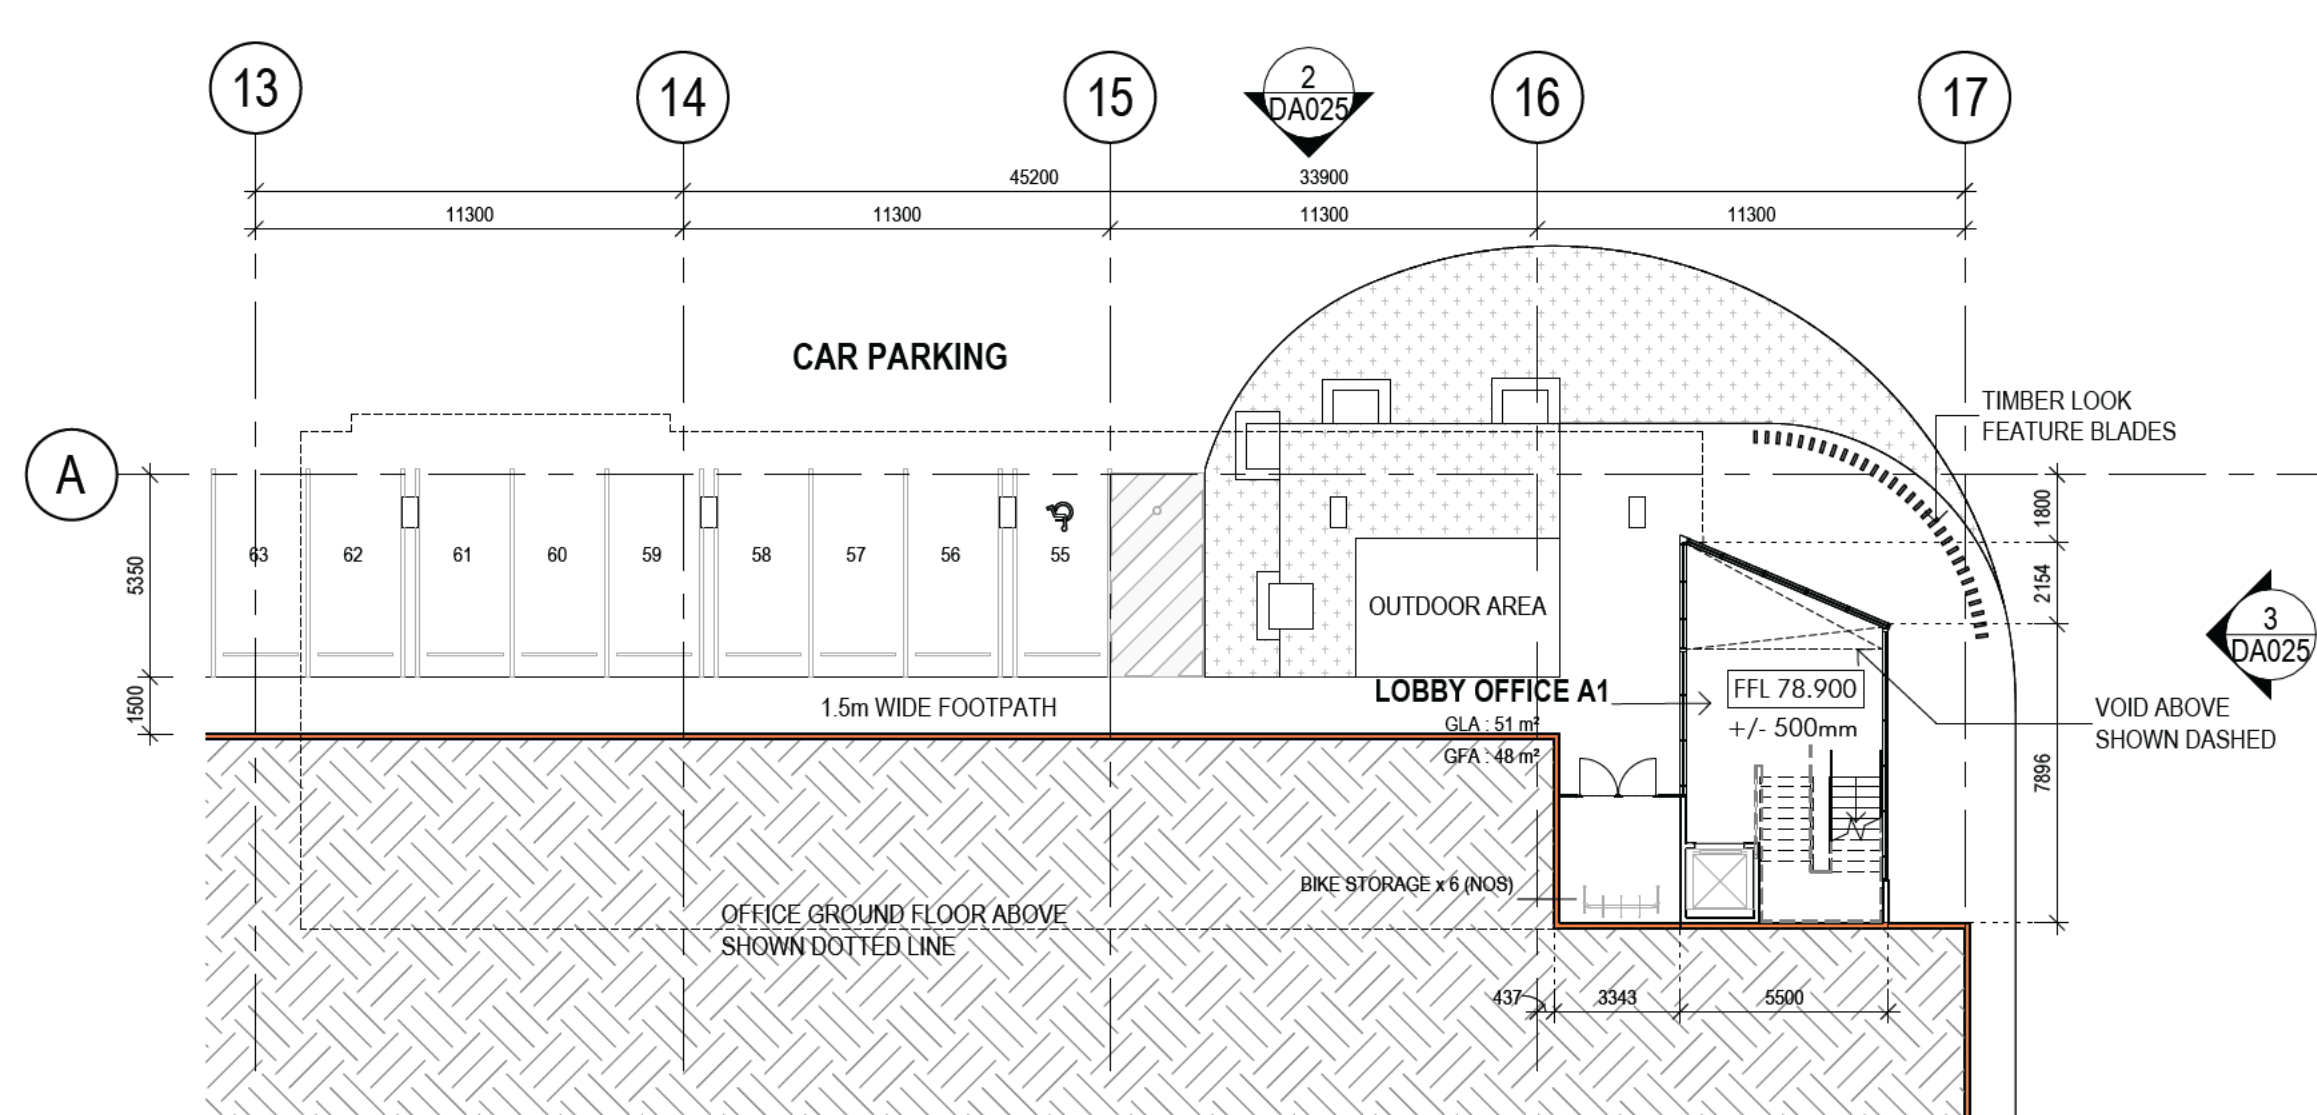 13
14
15
2
DA025
16
17
45200
33900
11300
11300
11300
11300
CAR PARKING
TIMBER LOOK
FEATURE BLADES
A
5350
1500
63
62
61
60
59
58
57
56
55
1800
2154
7896
OUTDOOR AREA
3
DA025
1.5m WIDE FOOTPATH
LOBBY OFFICE A1
GLA : 51 m²
GFA : 48 m²
FFL 78.900
+/- 500mm
VOID ABOVE
SHOWN DASHED
BIKE STORAGE x 6 (NOS)
OFFICE GROUND FLOOR ABOVE
SHOWN DOTTED LINE
437
3343
5500